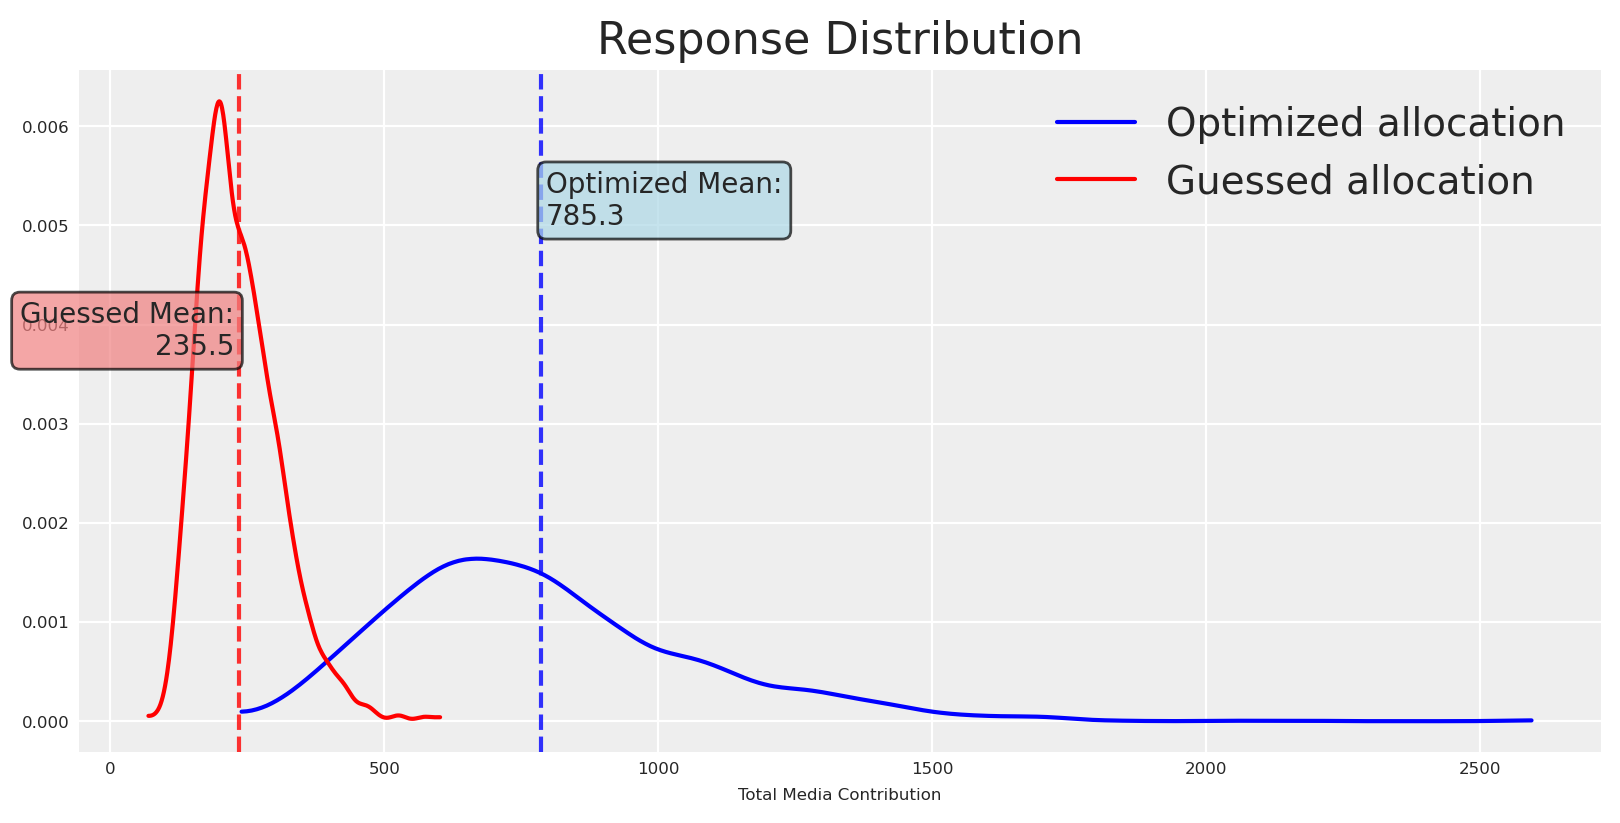 Response Distribution
Optimized allocation
Guessed allocation
Optimized Mean:
785.3
Guessed Mean:
235.5
0.006
0.005
0.004
0.003
0.002
0.001
0.000
0
500
1000
1500
2000
2500
Total Media Contribution